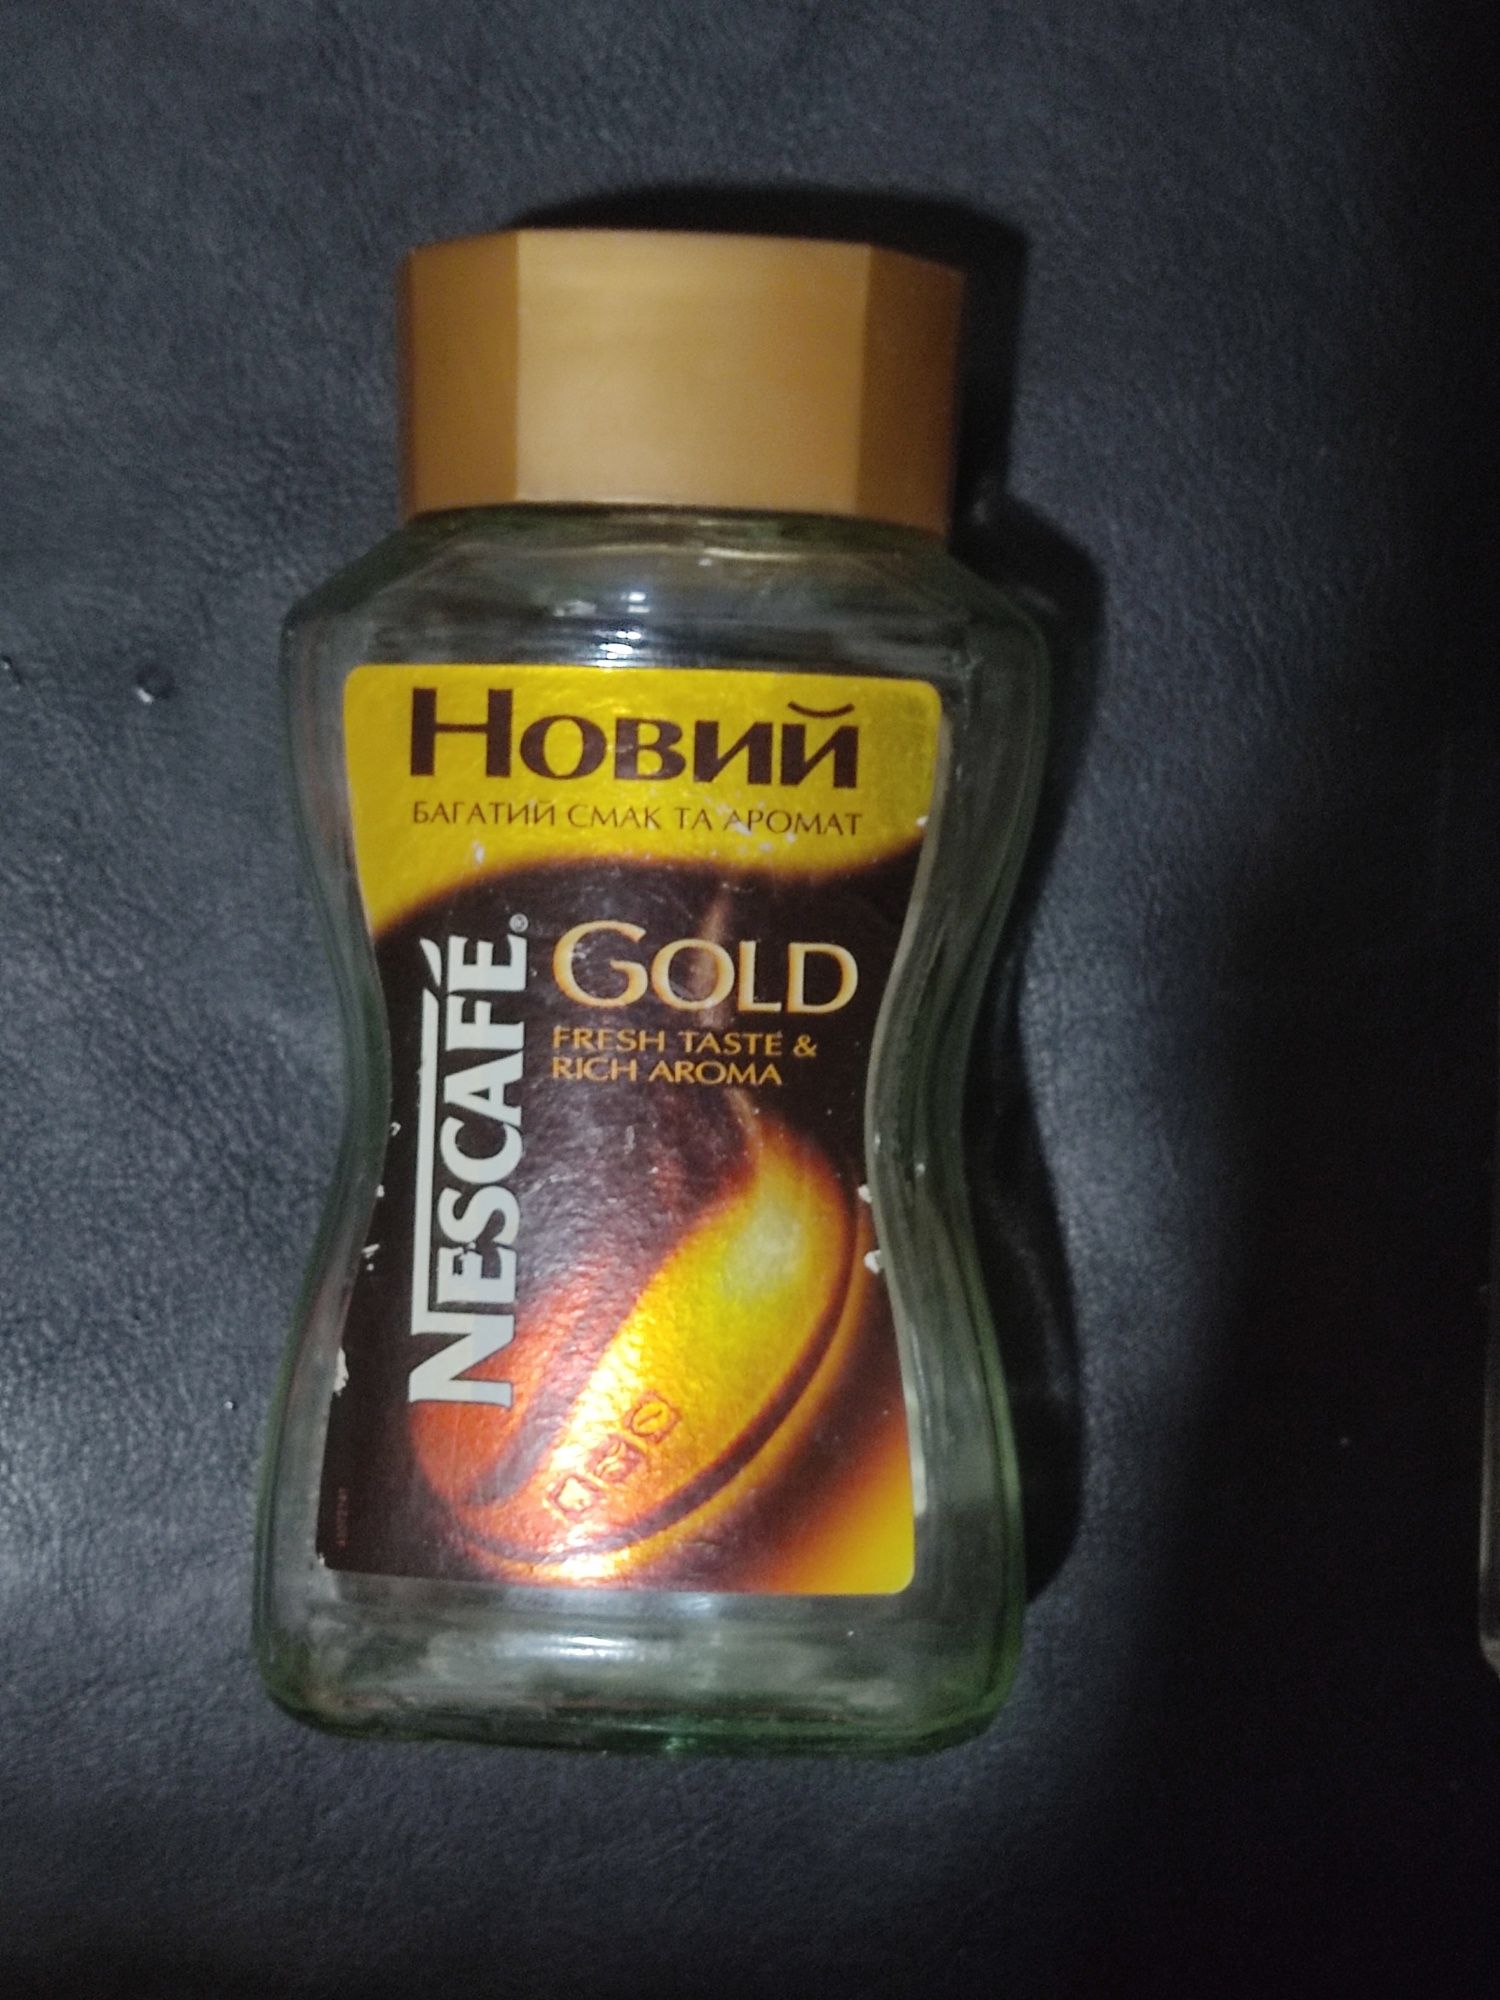 Новий
БАГАТИЙ СМАК ТА АРОМАТ
NESCAFÉ®
GOLD
FRESH TASTE &
RICH AROMA